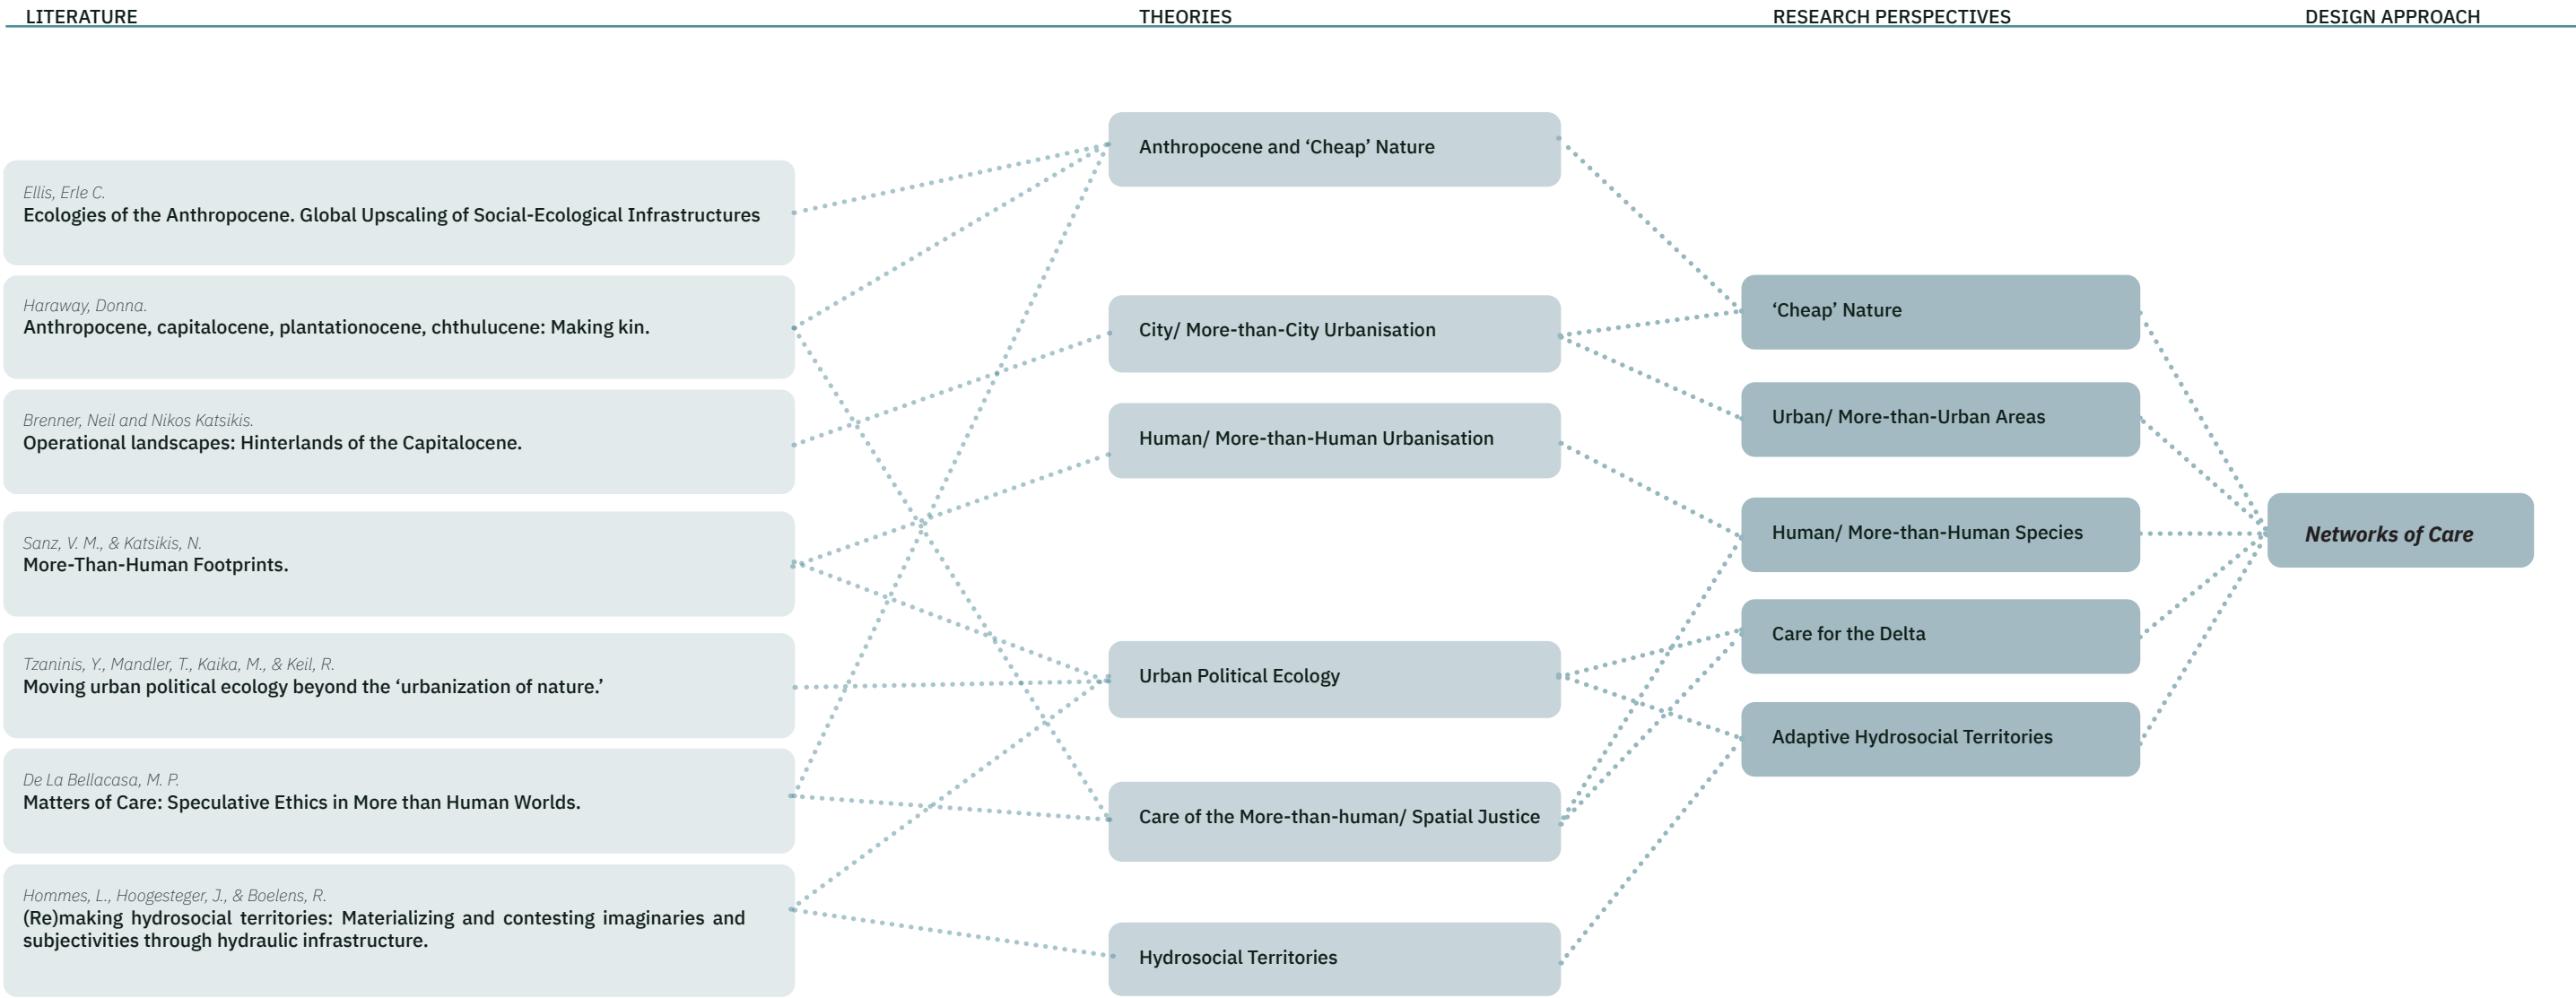 LITERATURE
THEORIES
RESEARCH PERSPECTIVES
DESIGN APPROACH
Ellis, Erle C.
Ecologies of the Anthropocene. Global Upscaling of Social-Ecological Infrastructures
Haraway, Donna.
Anthropocene, capitalocene, plantationocene, chthulucene: Making kin.
Brenner, Neil and Nikos Katsikis.
Operational landscapes: Hinterlands of the Capitalocene.
Sanz, V. M., & Katsikis, N.
More-Than-Human Footprints.
Tzaninis, Y., Mandler, T., Kaika, M., & Keil, R.
Moving urban political ecology beyond the ‘urbanization of nature.’
De La Bellacasa, M. P.
Matters of Care: Speculative Ethics in More than Human Worlds.
Hommes, L., Hoogesteger, J., & Boelens, R.
(Re)making hydrosocial territories: Materializing and contesting imaginaries and
subjectivities through hydraulic infrastructure.
Anthropocene and ‘Cheap’ Nature
City/ More-than-City Urbanisation
Human/ More-than-Human Urbanisation
Urban Political Ecology
Care of the More-than-human/ Spatial Justice
Hydrosocial Territories
‘Cheap’ Nature
Urban/ More-than-Urban Areas
Human/ More-than-Human Species
Care for the Delta
Adaptive Hydrosocial Territories
Networks of Care